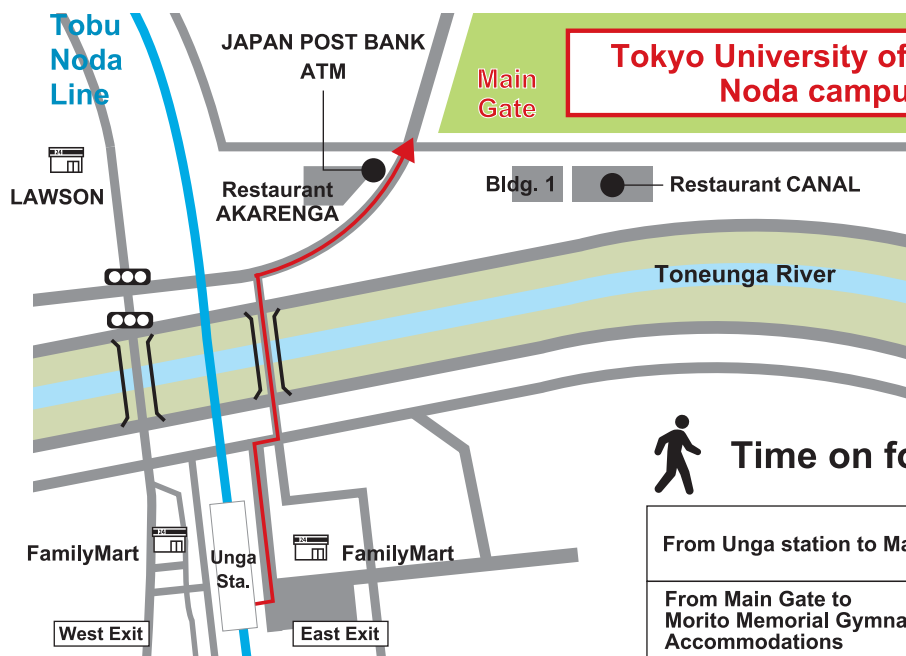 Tobu
Noda
Line
JAPAN POST BANK
ATM
Main
Gate
Tokyo University of
Noda campu
LAWSON
Restaurant
AKARENGA
Bldg. 1
Restaurant CANAL
Toneunga River
Time on fo
FamilyMart
Unga
Sta.
FamilyMart
From Unga station to Ma
From Main Gate to
Morito Memorial Gymna
Accommodations
West Exit
East Exit